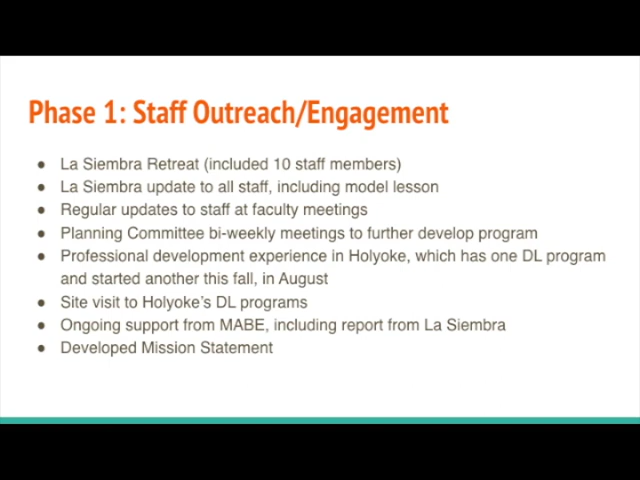 Phase 1: Staff Outreach/Engagement
● La Siembra Retreat (included 10 staff members)
● La Siembra update to all staff, including model lesson
● Regular updates to staff at faculty meetings
● Planning Committee bi-weekly meetings to further develop program
● Professional development experience in Holyoke, which has one DL program
and started another this fall, in August
● Site visit to Holyoke's DL programs
● Ongoing support from MABE, including report from La Siembra
● Developed Mission Statement